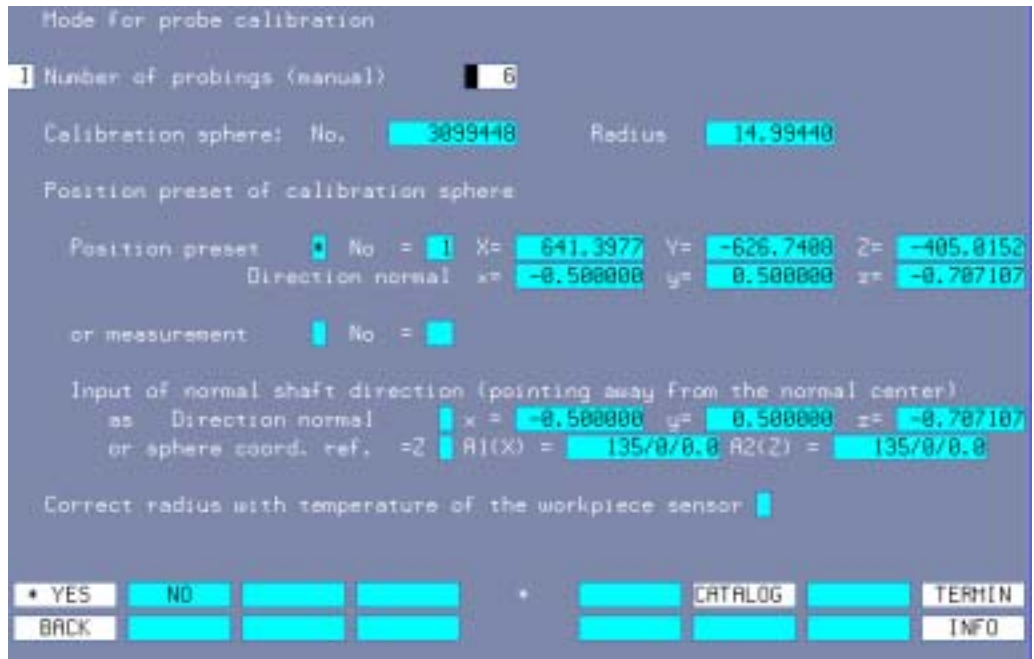 Mode for probe calibration
1 Number of probings (manual) 6
Calibration sphere: No. 3099448 Radius 14.99440
Position preset of calibration sphere
Position preset * No = 1 X= 641.3977 Y= -626.7408 Z= -405.0152
Direction normal x= -0.500000 y= 0.500000 z= -0.707107
or measurement No =
Input of normal shaft direction (pointing away from the normal center)
as Direction normal x = -0.500000 y= 0.500000 z= -0.707107
or sphere coord. ref. =Z A1(X) = 135/0/0.0 A2(Z) = 135/0/0.0
Correct radius with temperature of the workpiece sensor
* YES NO * CATALOG TERMIN
BACK INFO